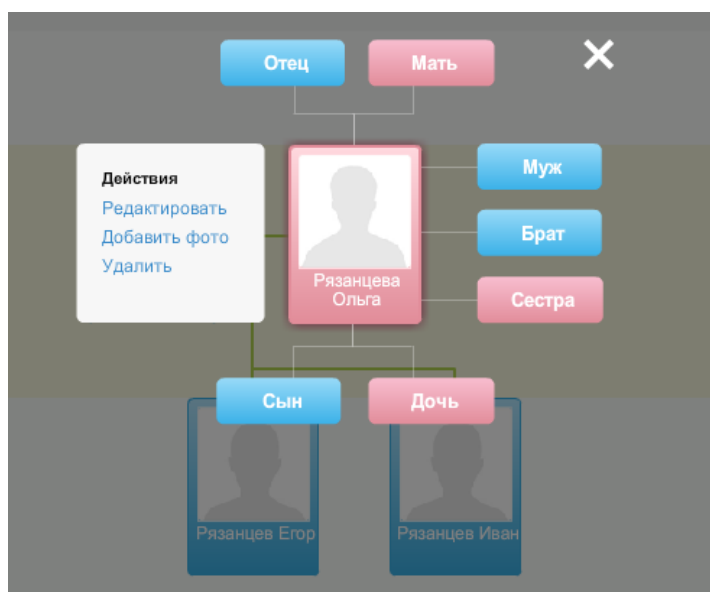 Отец
Мать
Действия
Редактировать
Добавить фото
Удалить
Рязанцева
Ольга
Муж
Брат
Сестра
Сын
Дочь
Рязанцев Егор
Рязанцев Иван